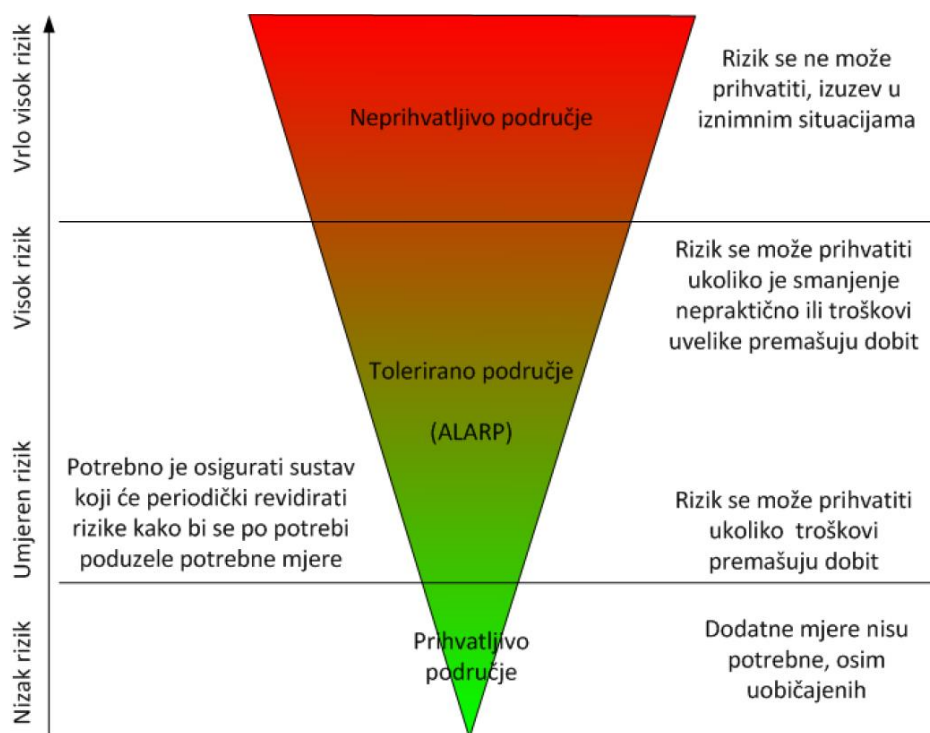 Vrlo visok rizik
Neprihvatljivo područje
Rizik se ne može
prihvatiti, izuzev u
iznimnim situacijama
Visok rizik
Rizik se može prihvatiti
ukoliko je smanjenje
nepraktično ili troškovi
uvelike premašuju dobit
Tolerirano područje
(ALARP)
Umjeren rizik
Potrebno je osigurati sustav
koji će periodički revidirati
rizike kako bi se po potrebi
poduzele potrebne mjere
Rizik se može prihvatiti
ukoliko troškovi
premašuju dobit
Nizak rizik
Prihvatljivo
područje
Dodatne mjere nisu
potrebne, osim
uobičajenih